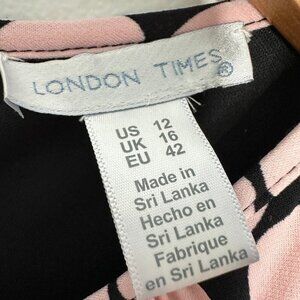 LONDON TIMES®
US 12
UK 16
EU 42
Made in
Sri Lanka
Hecho en
Sri Lanka
Fabrique
en Sri Lanka